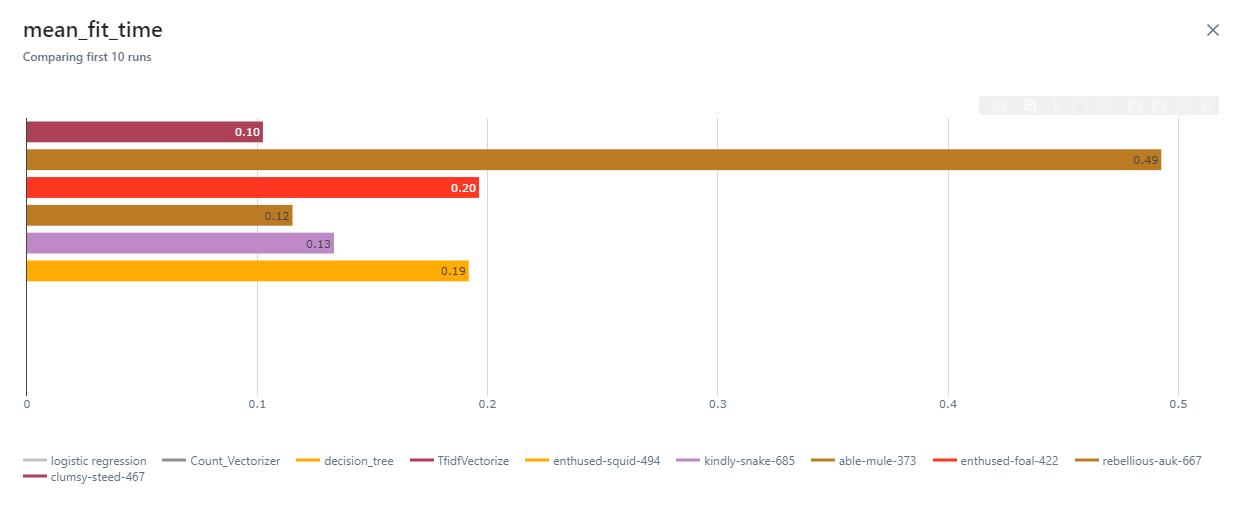 mean_fit_time
Comparing first 10 runs
0.10
0.49
0.20
0.12
0.13
0.19
0 0.1 0.2 0.3 0.4 0.5
logistic regression Count_Vectorizer decision_tree TfidfVectorize enthused-squid-494 kindly-snake-685 able-mule-373 enthused-foal-422 rebellious-auk-667
clumsy-steed-467